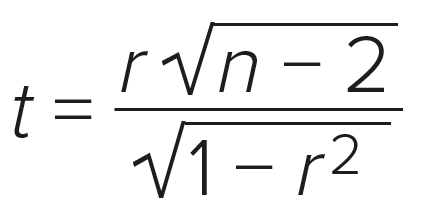 t = r√(n − 2) / √(1 − r²)